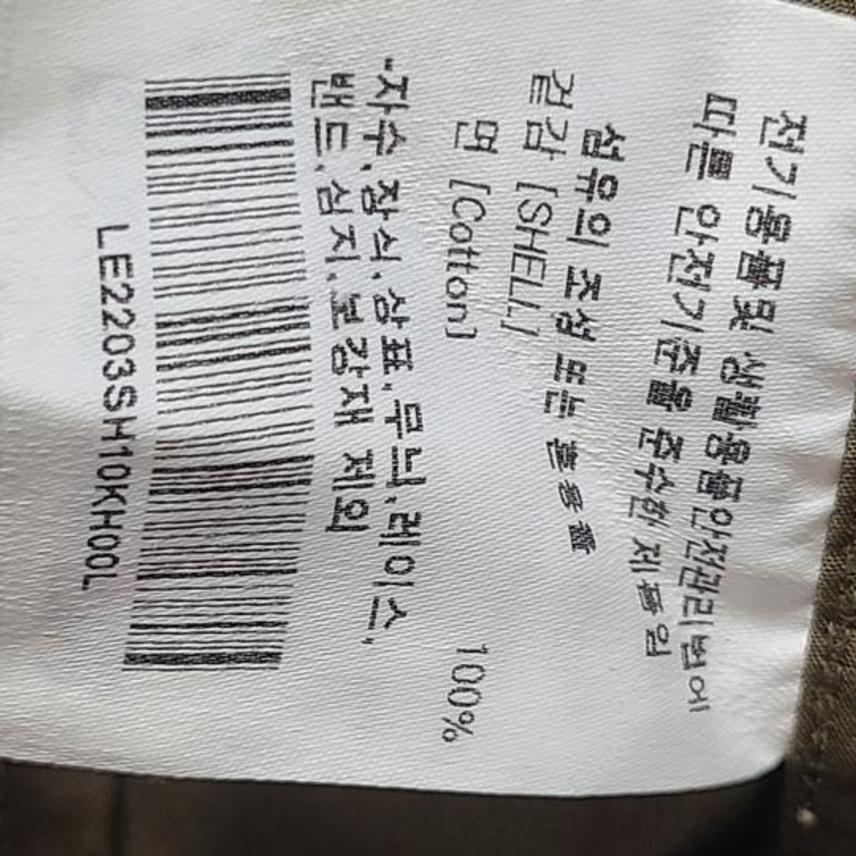 전기용품및 생활용품안전관리법에
따른 안전기준을 준수한 제품임
섬유의 조성 또는 혼용률
겉감 [SHELL]
면 [Cotton] 100%
-자수,장식,상표,무늬,레이스,
밴드,심지,보강재 제외
LE2203SH10KH00L